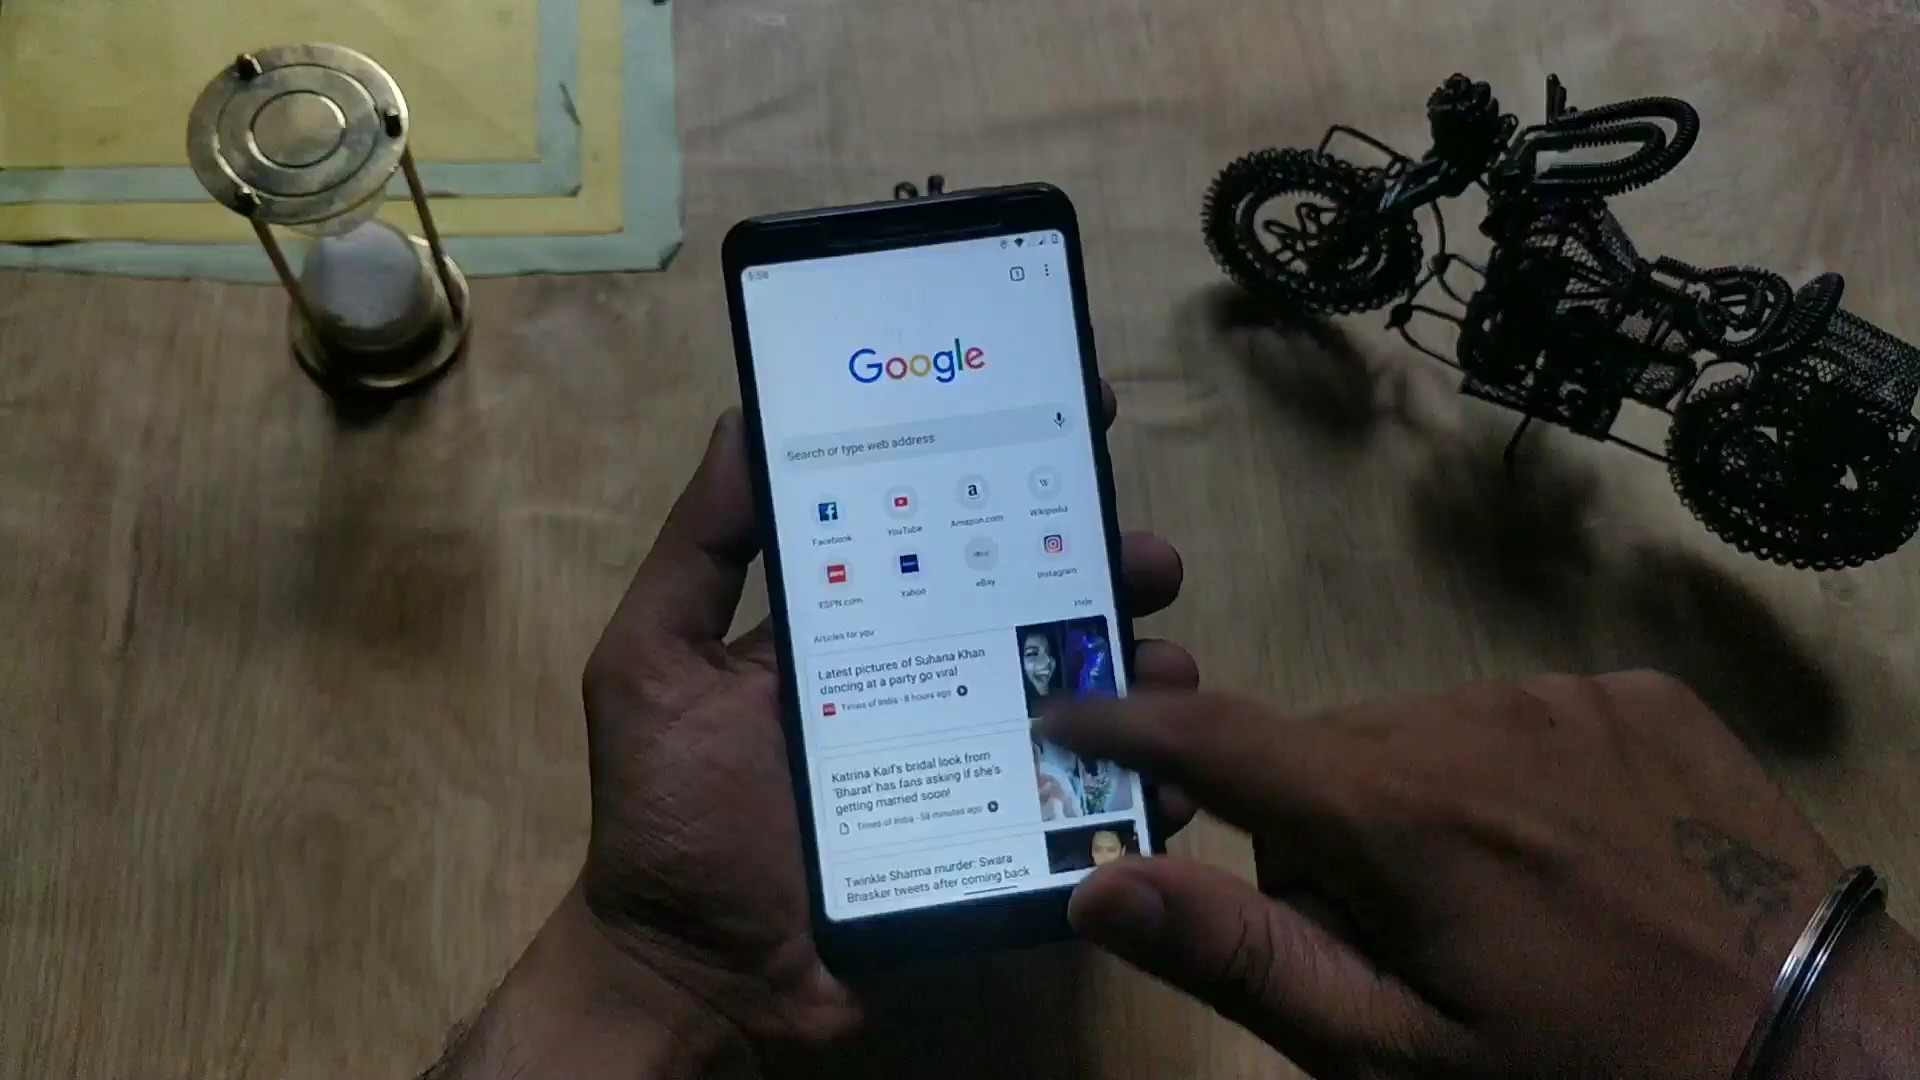 5:56
1
Google
Search or type web address
Facebook
YouTube
Amazon.com
Wikipedia
ESPN.com
Yahoo
eBay
Instagram
Hide
Articles for you
Latest pictures of Suhana Khan
dancing at a party go viral
Times of India - 8 hours ago
Katrina Kaif's bridal look from
'Bharat' has fans asking if she's
getting married soon!
Times of India - 58 minutes ago
Twinkle Sharma murder: Swara
Bhasker tweets after coming back